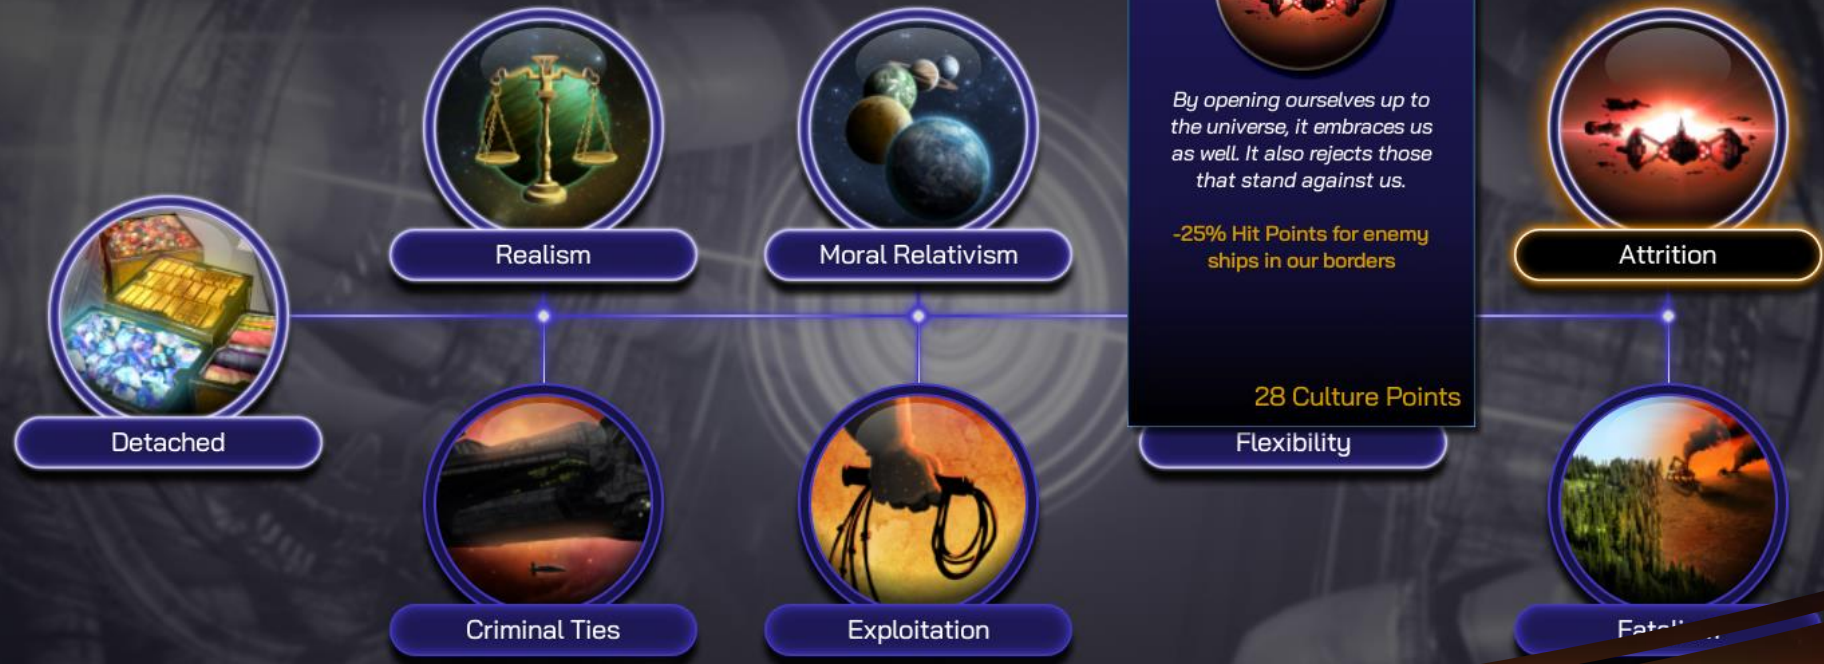 Realism
Moral Relativism
By opening ourselves up to
the universe, it embraces us
as well. It also rejects those
that stand against us.
-25% Hit Points for enemy
ships in our borders
28 Culture Points
Attrition
Detached
Flexibility
Criminal Ties
Exploitation